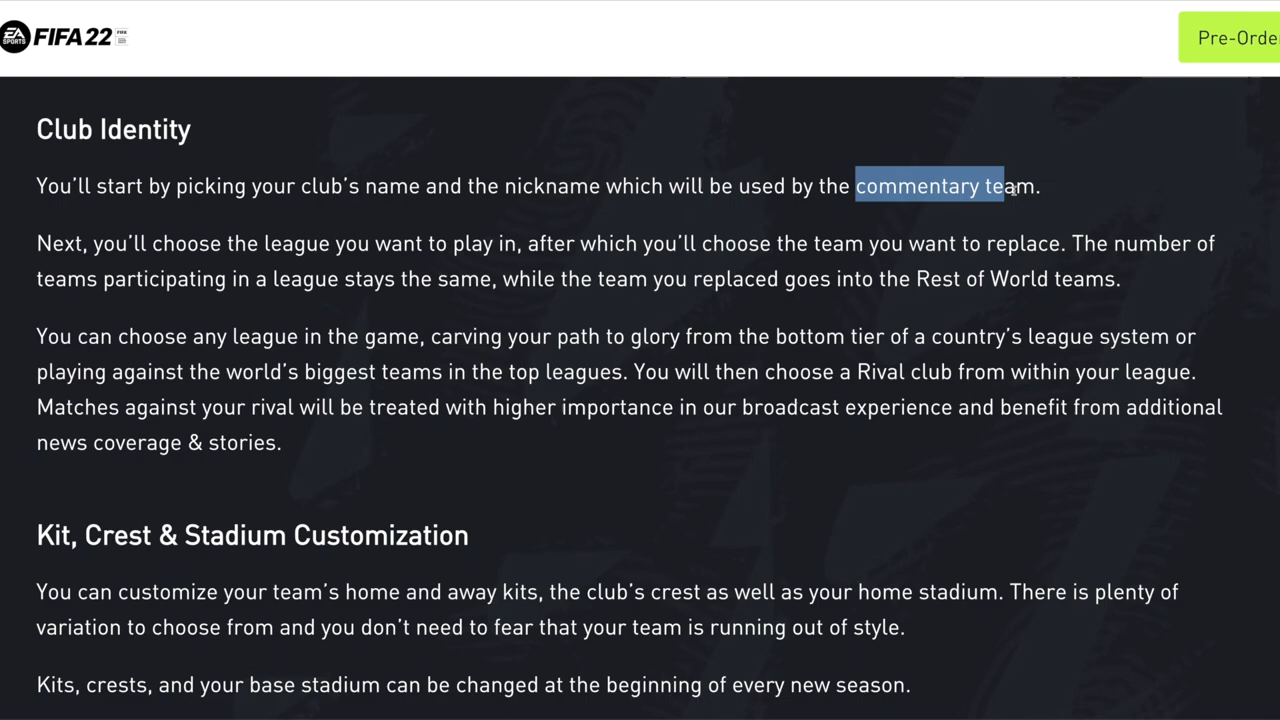 EA SPORTS FIFA 22 FIFA
Pre-Order
Club Identity
You’ll start by picking your club’s name and the nickname which will be used by the commentary team.
Next, you’ll choose the league you want to play in, after which you’ll choose the team you want to replace. The number of
teams participating in a league stays the same, while the team you replaced goes into the Rest of World teams.
You can choose any league in the game, carving your path to glory from the bottom tier of a country’s league system or
playing against the world’s biggest teams in the top leagues. You will then choose a Rival club from within your league.
Matches against your rival will be treated with higher importance in our broadcast experience and benefit from additional
news coverage & stories.
Kit, Crest & Stadium Customization
You can customize your team’s home and away kits, the club’s crest as well as your home stadium. There is plenty of
variation to choose from and you don’t need to fear that your team is running out of style.
Kits, crests, and your base stadium can be changed at the beginning of every new season.